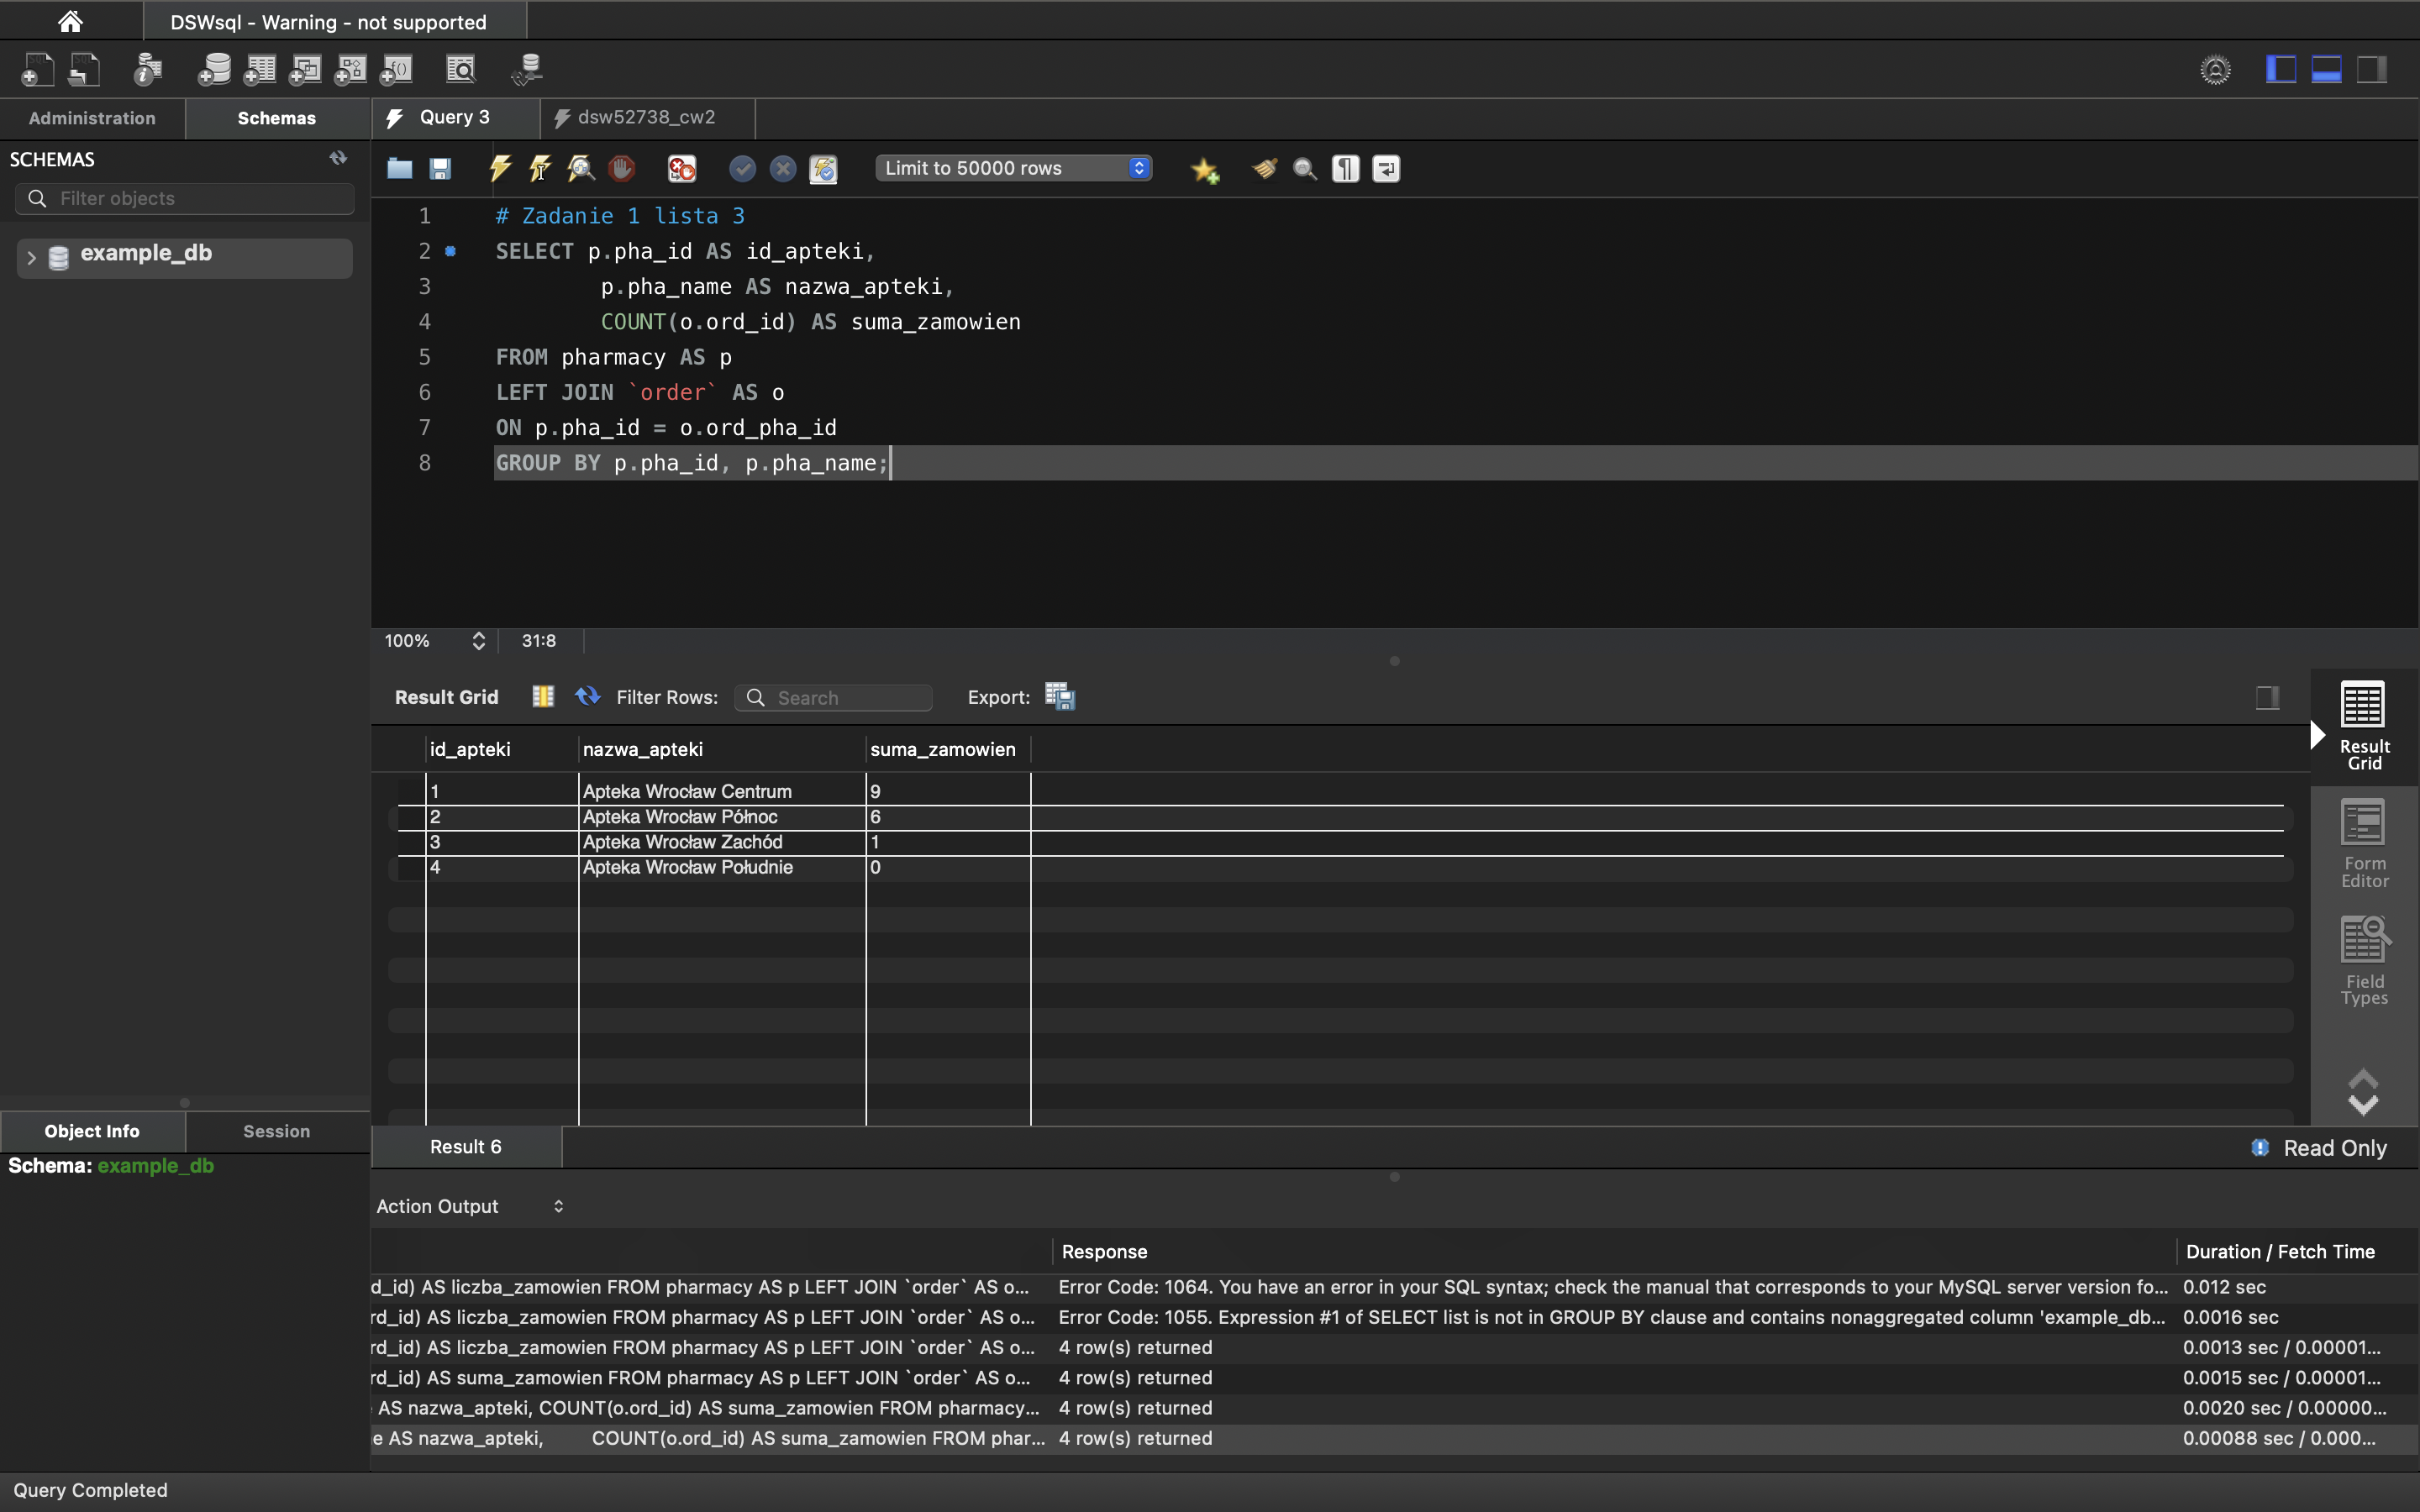 DSWsql - Warning - not supported
Administration
Schemas
Query 3
dsw52738_cw2
SCHEMAS
Filter objects
example_db
Limit to 50000 rows
1 # Zadanie 1 lista 3
2 SELECT p.pha_id AS id_apteki,
3 p.pha_name AS nazwa_apteki,
4 COUNT(o.ord_id) AS suma_zamowien
5 FROM pharmacy AS p
6 LEFT JOIN `order` AS o
7 ON p.pha_id = o.ord_pha_id
8 GROUP BY p.pha_id, p.pha_name;
100% 31:8
Result Grid Filter Rows: Search Export:
id_apteki nazwa_apteki suma_zamowien
1 Apteka Wrocław Centrum 9
2 Apteka Wrocław Północ 6
3 Apteka Wrocław Zachód 1
4 Apteka Wrocław Południe 0
Result
Grid
Form
Editor
Field
Types
Object Info
Session
Schema: example_db
Result 6
Read Only
Action Output
Response Duration / Fetch Time
d_id) AS liczba_zamowien FROM pharmacy AS p LEFT JOIN `order` AS o... Error Code: 1064. You have an error in your SQL syntax; check the manual that corresponds to your MySQL server version fo... 0.012 sec
rd_id) AS liczba_zamowien FROM pharmacy AS p LEFT JOIN `order` AS o... Error Code: 1055. Expression #1 of SELECT list is not in GROUP BY clause and contains nonaggregated column 'example_db... 0.0016 sec
rd_id) AS liczba_zamowien FROM pharmacy AS p LEFT JOIN `order` AS o... 4 row(s) returned 0.0013 sec / 0.00001...
rd_id) AS suma_zamowien FROM pharmacy AS p LEFT JOIN `order` AS o... 4 row(s) returned 0.0015 sec / 0.00001...
AS nazwa_apteki, COUNT(o.ord_id) AS suma_zamowien FROM pharmacy... 4 row(s) returned 0.0020 sec / 0.00000...
e AS nazwa_apteki, COUNT(o.ord_id) AS suma_zamowien FROM phar... 4 row(s) returned 0.00088 sec / 0.000...
Query Completed